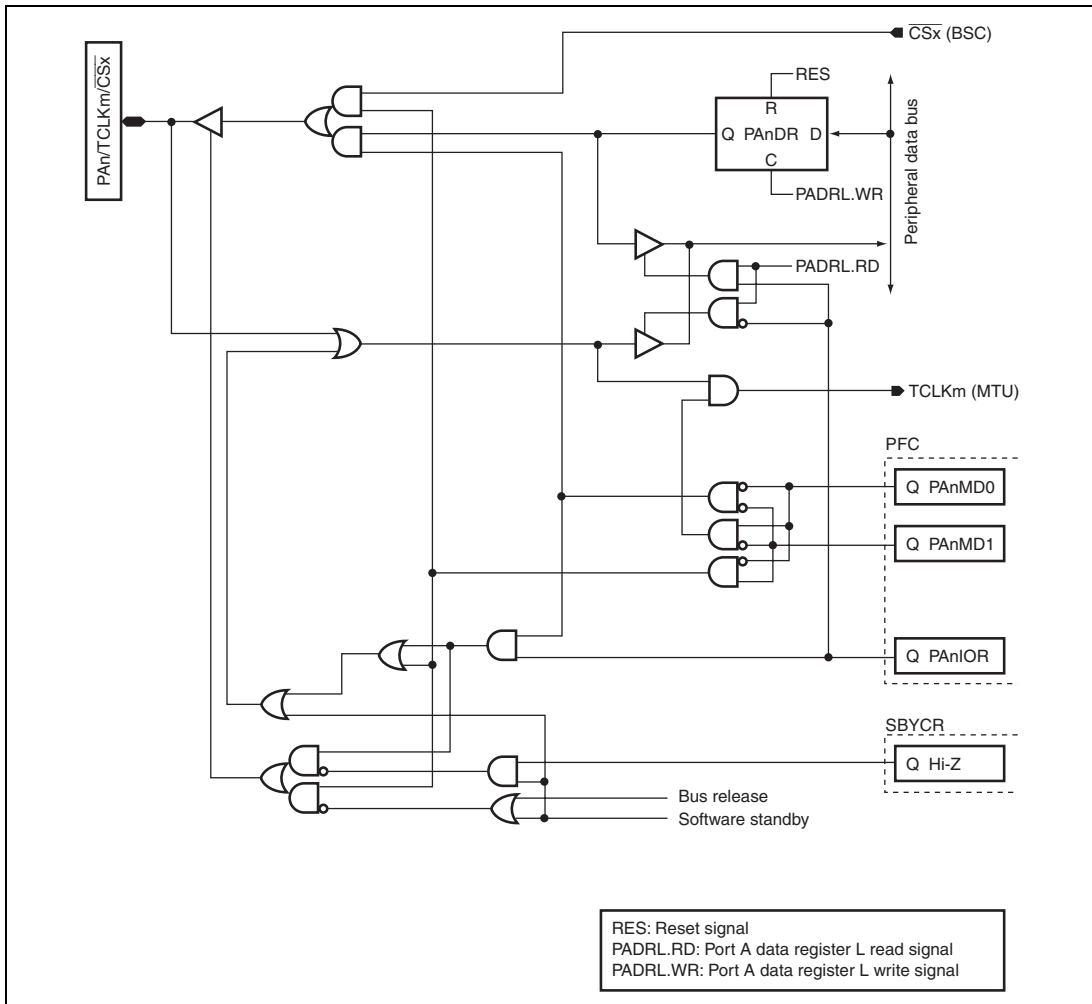 PAn/TCLKm/C̅S̅x̅
C̅S̅x̅ (BSC)
RES
R
Q PAnDR D
C
PADRL.WR
Peripheral data bus
PADRL.RD
TCLKm (MTU)
PFC
Q PAnMD0
Q PAnMD1
Q PAnIOR
SBYCR
Q Hi-Z
Bus release
Software standby
RES: Reset signal
PADRL.RD: Port A data register L read signal
PADRL.WR: Port A data register L write signal